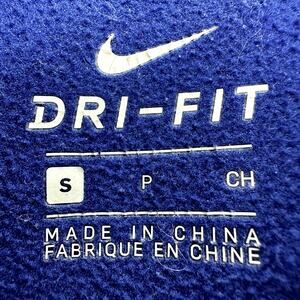 DRI-FIT
S P CH
MADE IN CHINA
FABRIQUE EN CHINE